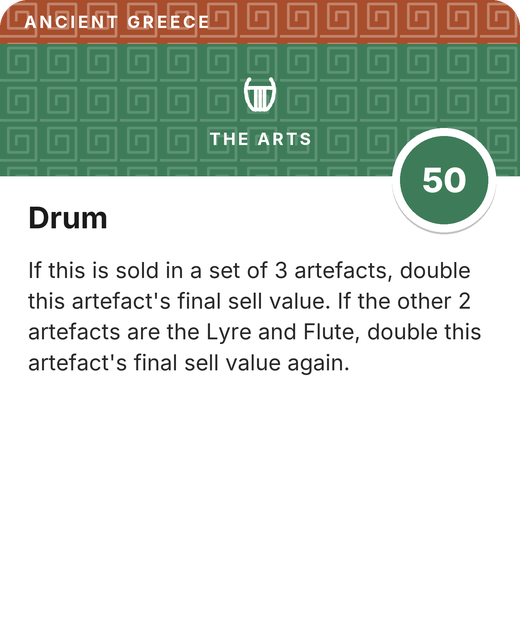 ANCIENT GREECE
THE ARTS
50
Drum
If this is sold in a set of 3 artefacts, double
this artefact's final sell value. If the other 2
artefacts are the Lyre and Flute, double this
artefact's final sell value again.